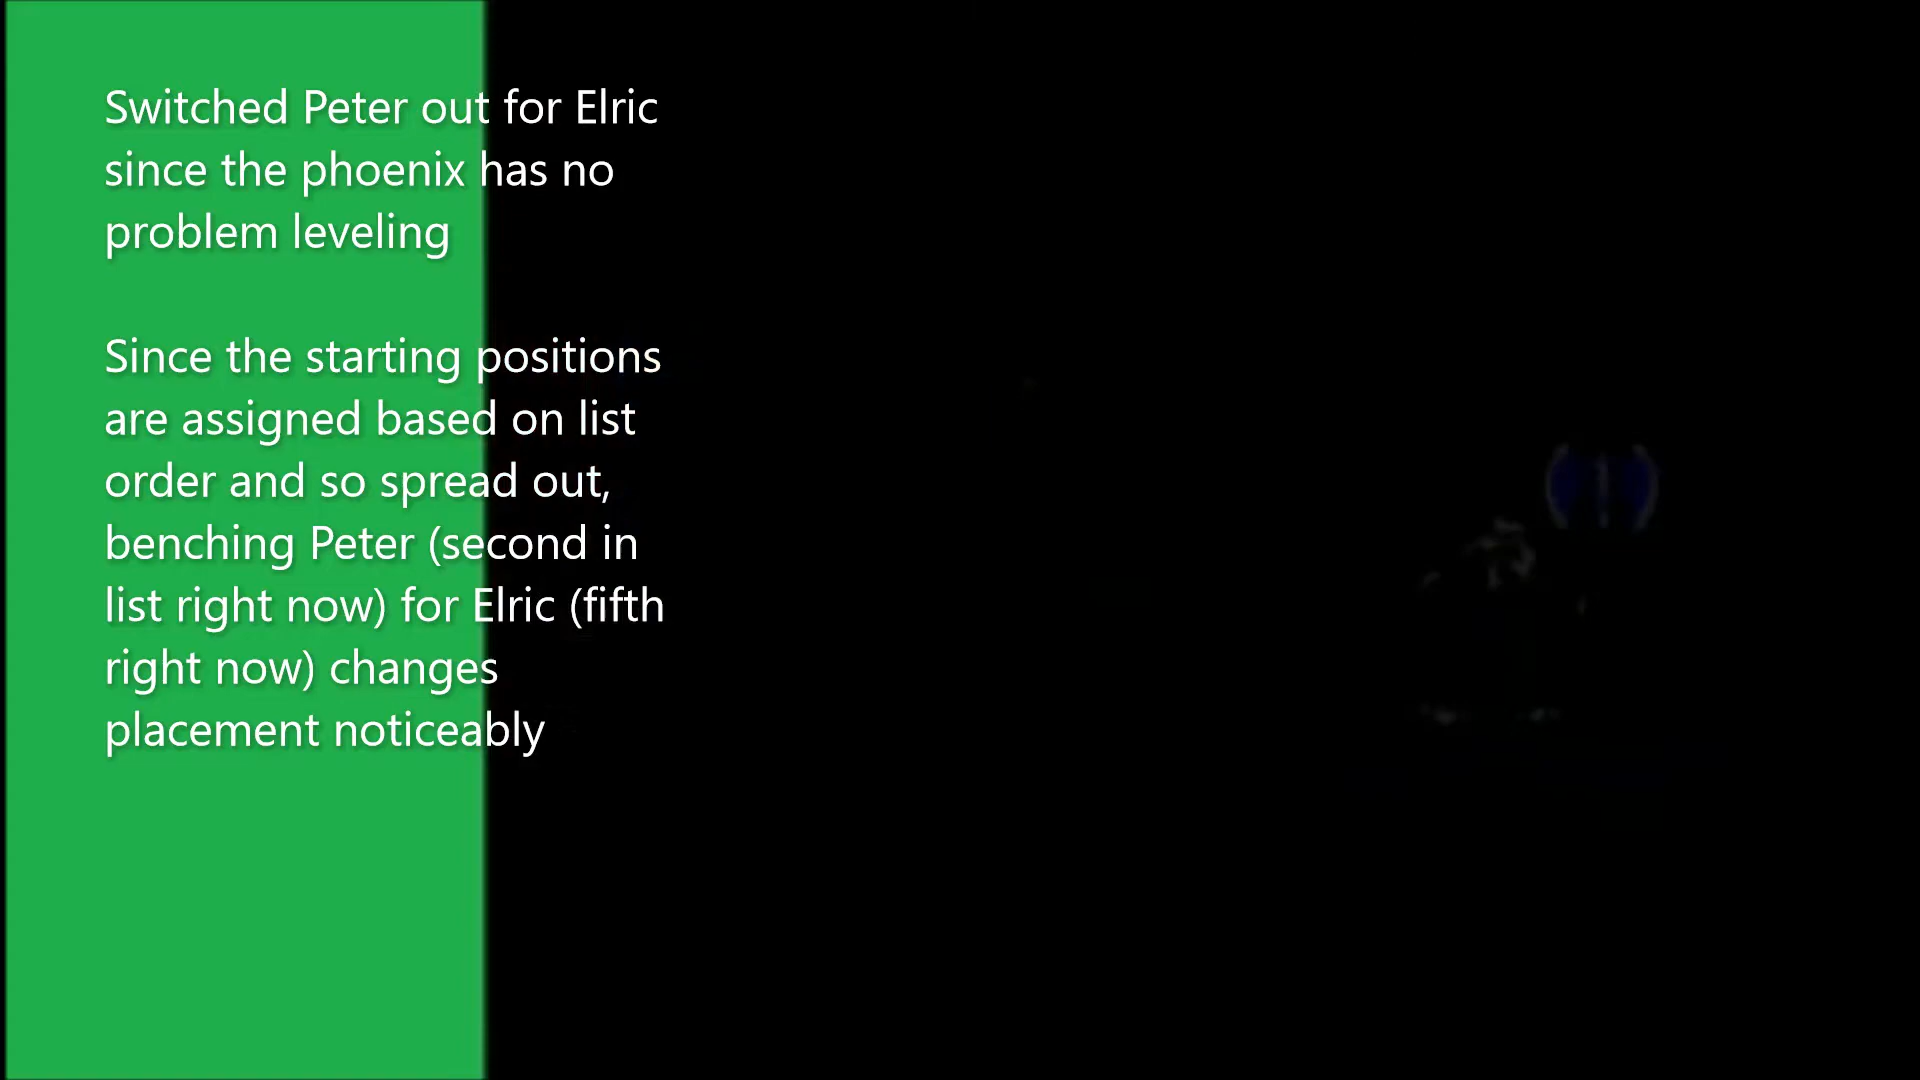 Switched Peter out for Elric
since the phoenix has no
problem leveling
Since the starting positions
are assigned based on list
order and so spread out,
benching Peter (second in
list right now) for Elric (fifth
right now) changes
placement noticeably